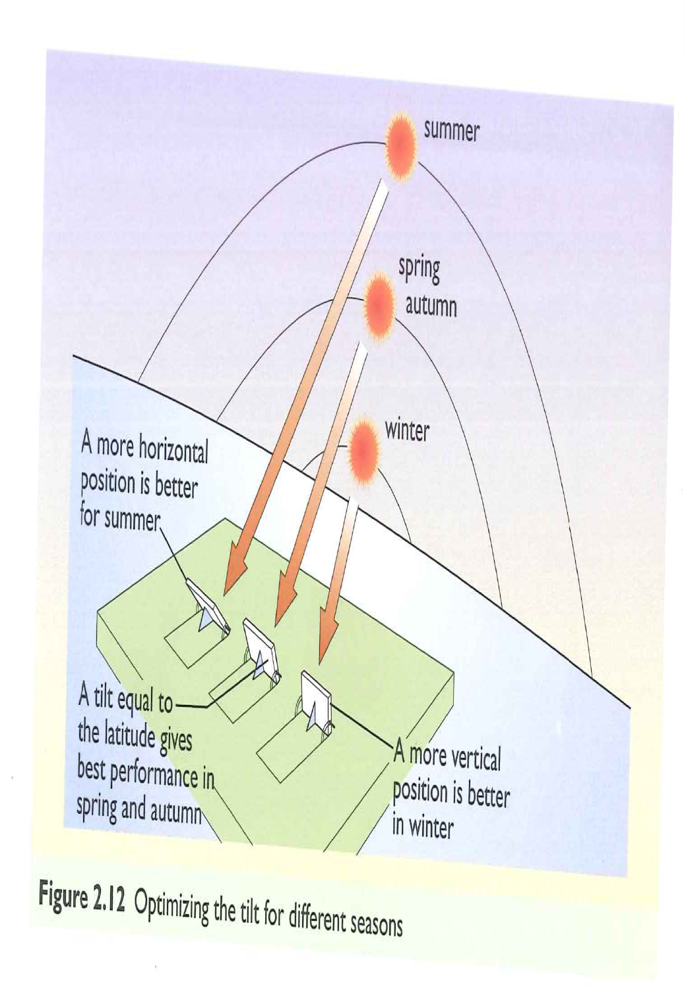 summer
spring
autumn
winter
A more horizontal
position is better
for summer
A tilt equal to
the latitude gives
best performance in
spring and autumn
A more vertical
position is better
in winter
Figure 2.12 Optimizing the tilt for different seasons